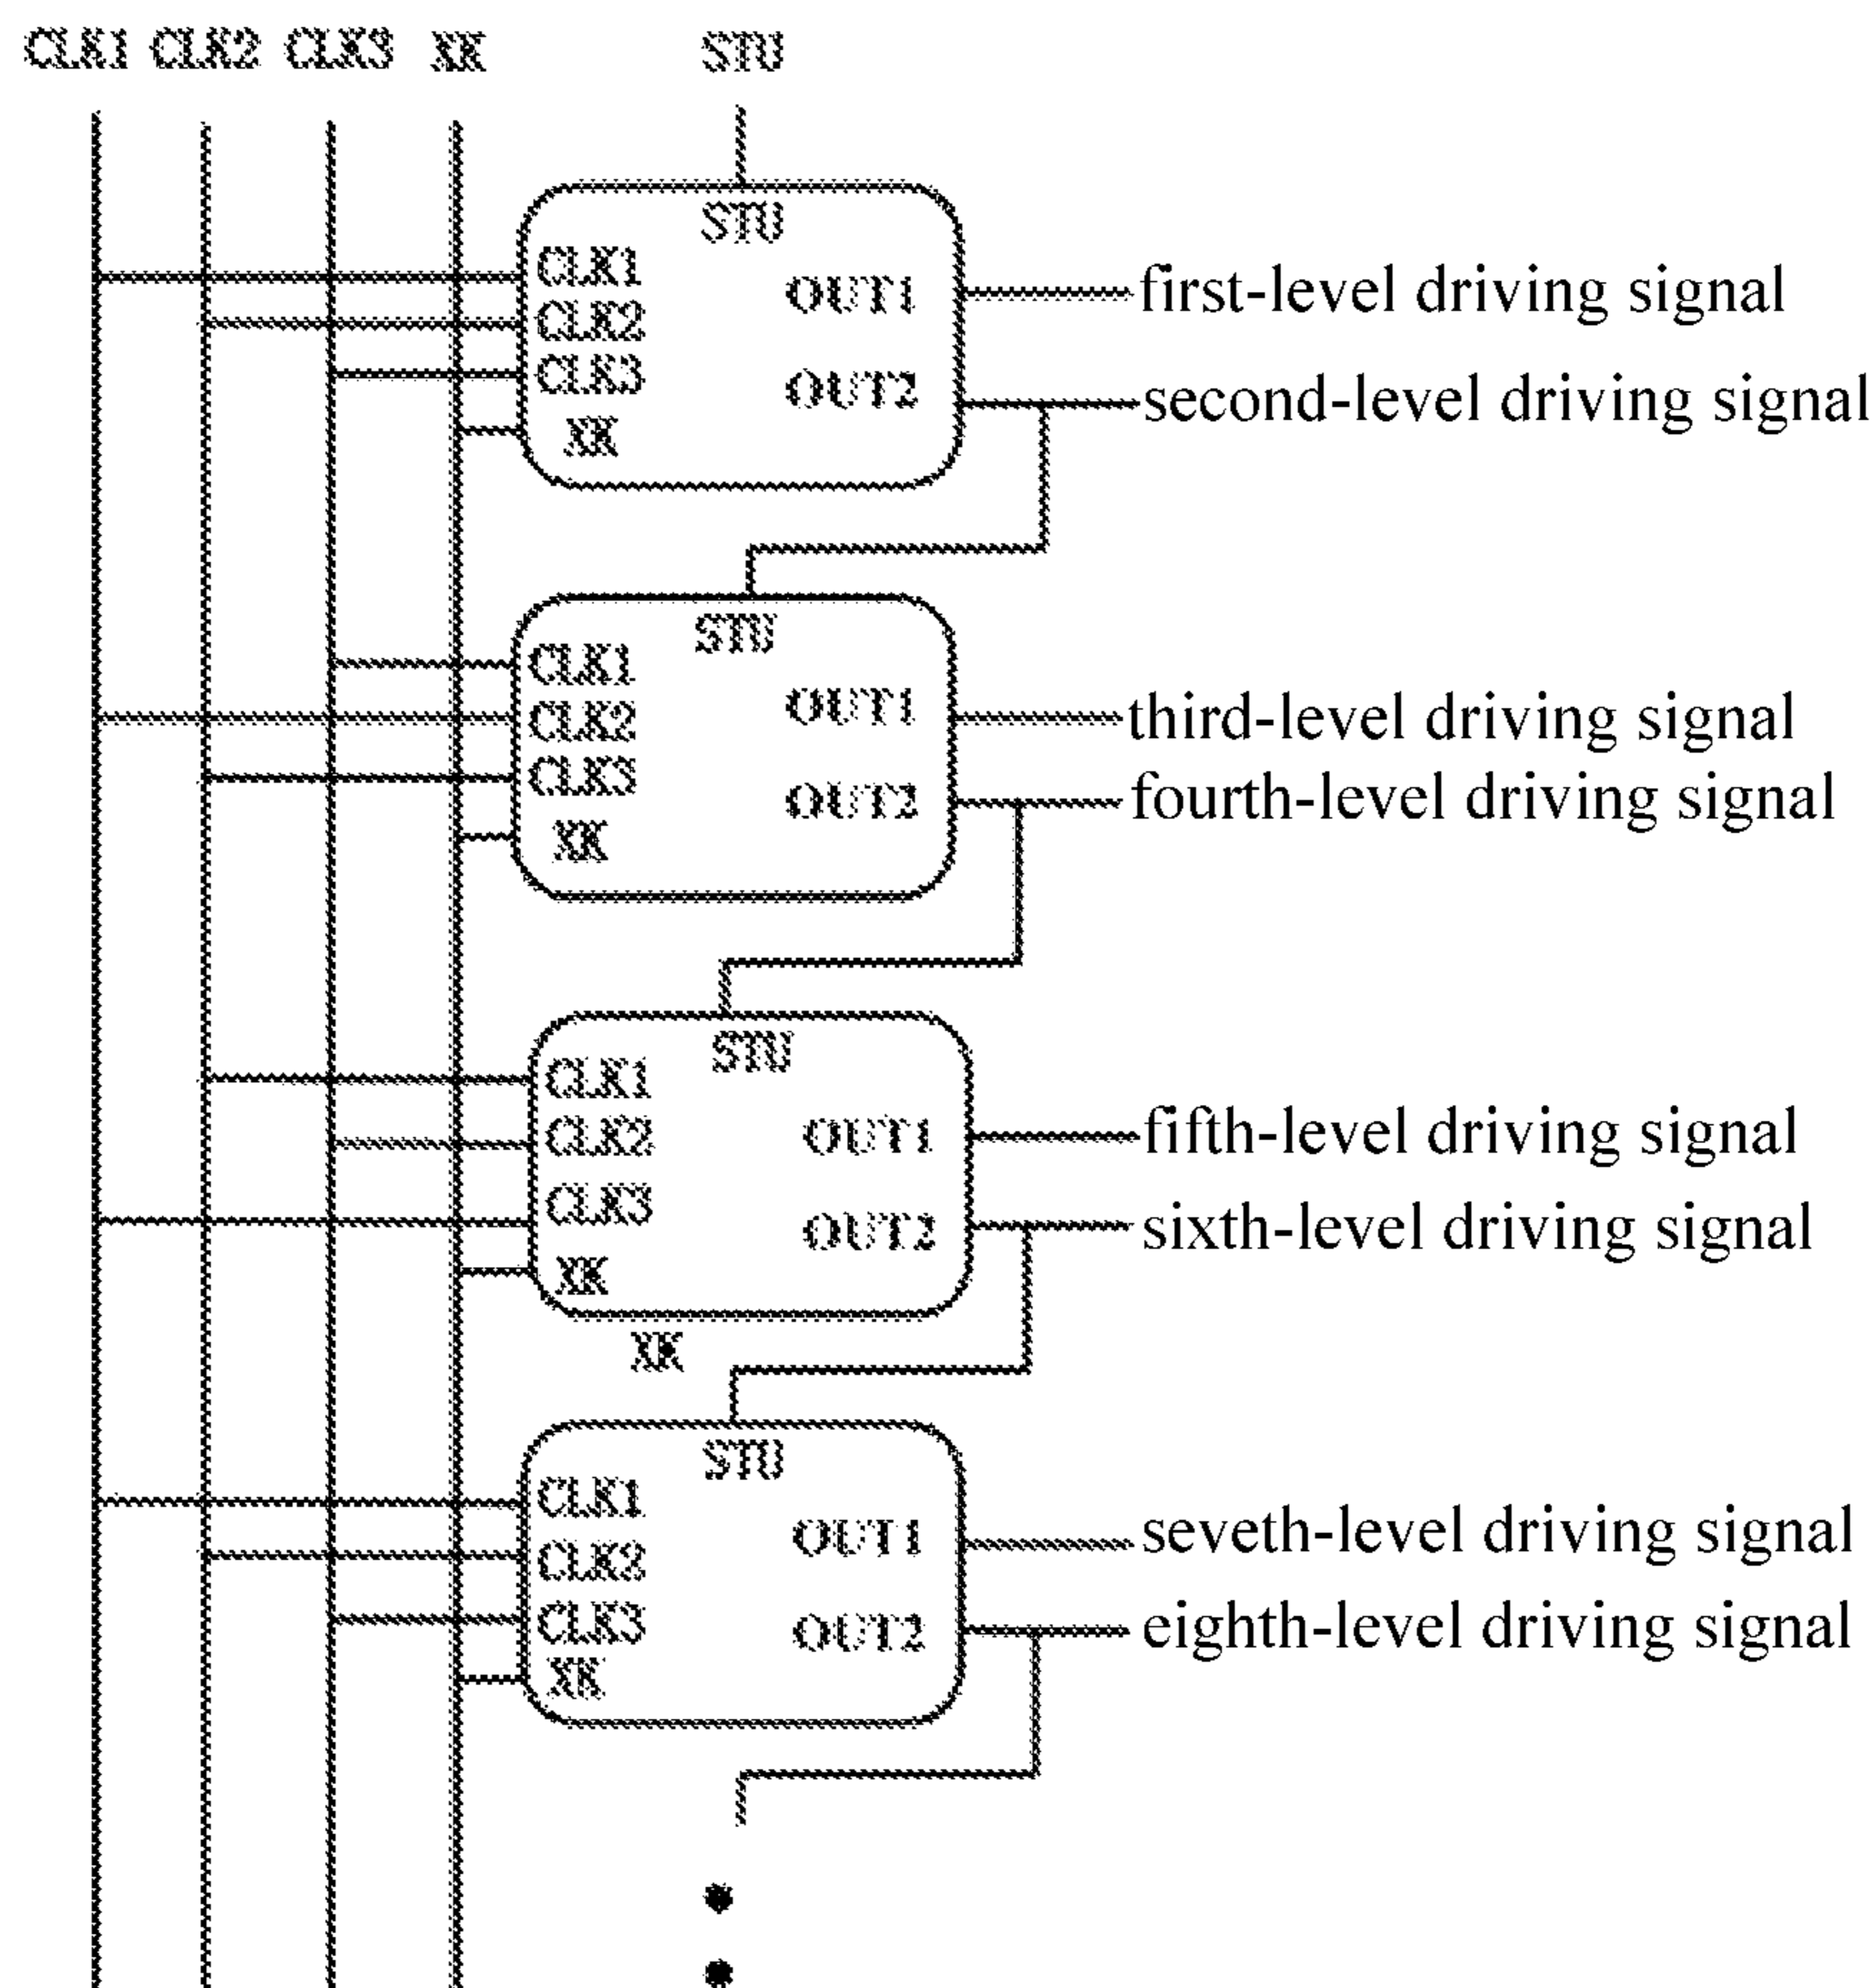 CLK1 CLK2 CLK3 XK STU
STU
CLK1
OUT1 first-level driving signal
CLK2
CLK3
OUT2 second-level driving signal
XK
STU
CLK1
OUT1 third-level driving signal
CLK2
CLK3
OUT2 fourth-level driving signal
XK
STU
CLK1
CLK2 OUT1 fifth-level driving signal
CLK3
OUT2 sixth-level driving signal
XK
XK
STU
CLK1
OUT1 seveth-level driving signal
CLK2
CLK3 OUT2 eighth-level driving signal
XK